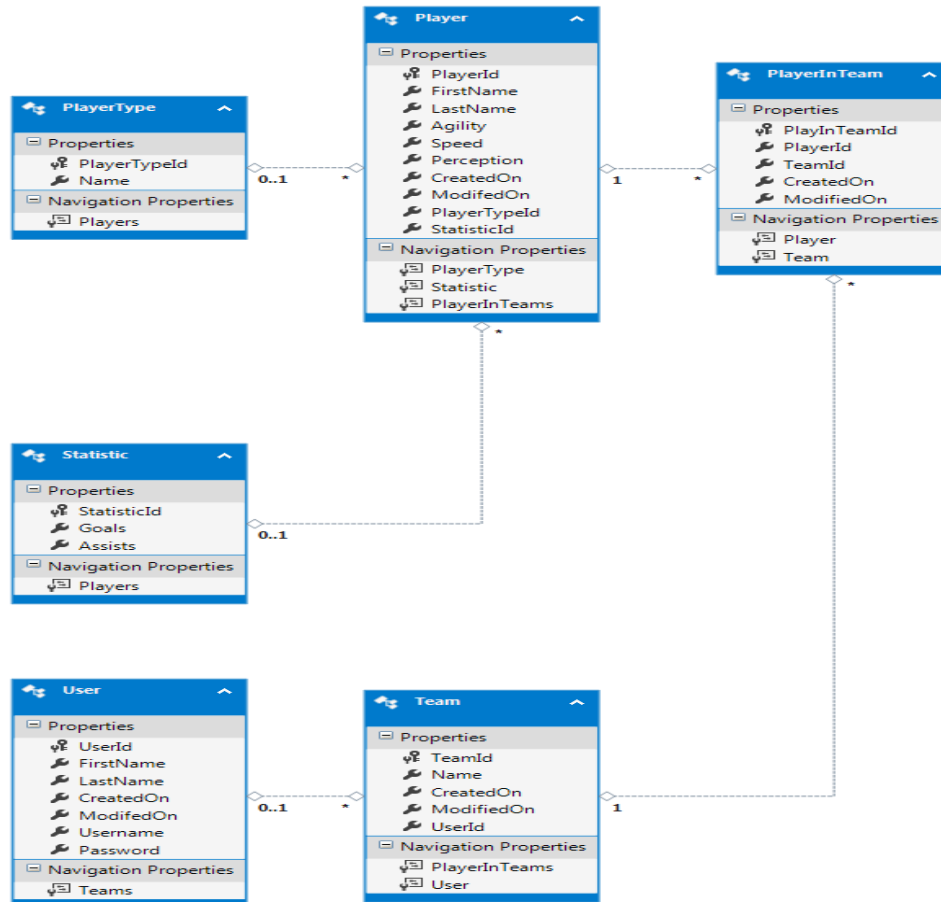 Player
Properties
PlayerId
FirstName
LastName
Agility
Speed
Perception
CreatedOn
ModifedOn
PlayerTypeId
StatisticId
Navigation Properties
PlayerType
Statistic
PlayerInTeams
PlayerInTeam
Properties
PlayInTeamId
PlayerId
TeamId
CreatedOn
ModifiedOn
Navigation Properties
Player
Team
PlayerType
Properties
PlayerTypeId
Name
Navigation Properties
Players
0..1
*
1
*
*
*
Statistic
Properties
StatisticId
Goals
Assists
Navigation Properties
Players
0..1
User
Properties
UserId
FirstName
LastName
CreatedOn
ModifedOn
Username
Password
Navigation Properties
Teams
0..1
*
Team
Properties
TeamId
Name
CreatedOn
ModifiedOn
UserId
Navigation Properties
PlayerInTeams
User
1